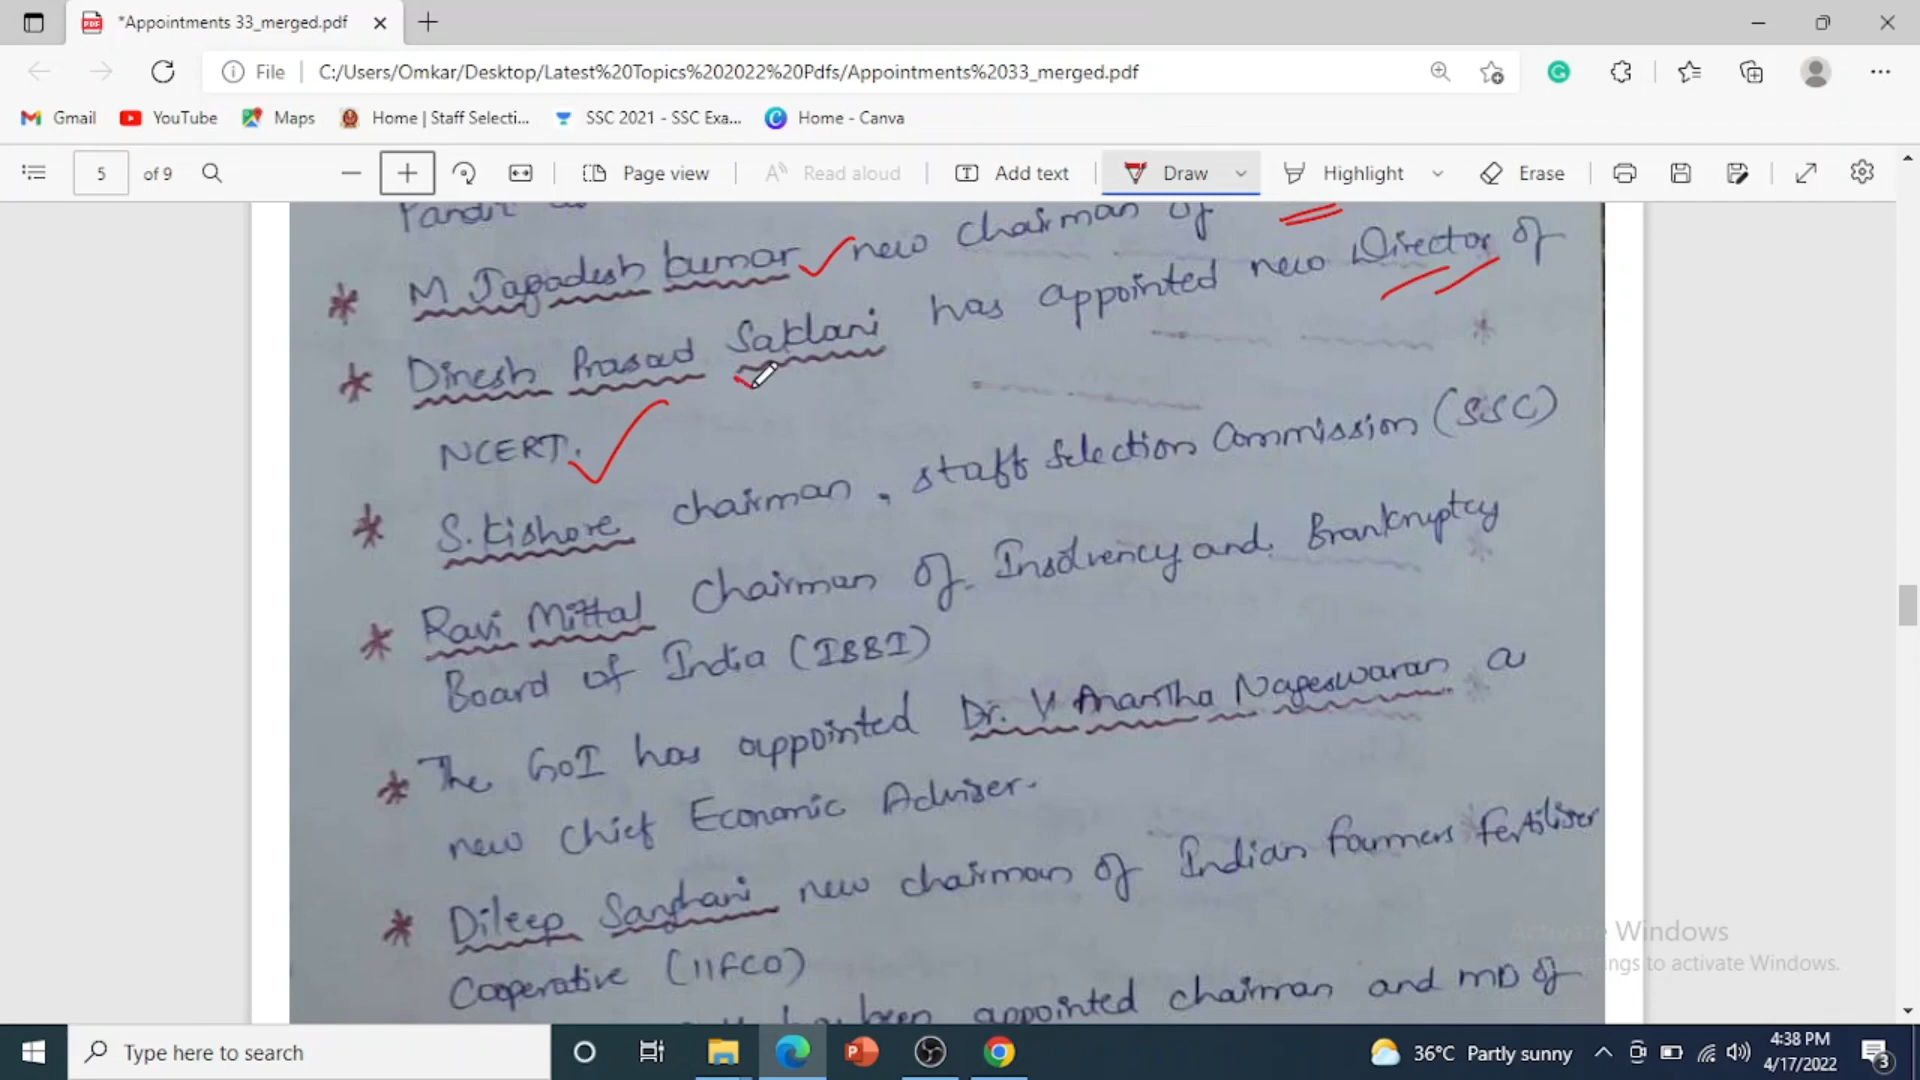 *Appointments 33_merged.pdf
File C:/Users/Omkar/Desktop/Latest%20Topics%202022%20Pdfs/Appointments%2033_merged.pdf
Gmail YouTube Maps Home | Staff Selecti... SSC 2021 - SSC Exa... Home - Canva
5 of 9 Page view Read aloud Add text Draw Highlight Erase
* M Jagadesh kumar new chairman of
* Dinesh Prasad Saklani has appointed new Director of
NCERT.
* S. Kishore chairman, staff Selection Commission (SSC)
* Ravi Mittal Chairman of Insolvency and Brankruptcy
Board of India (IBBI)
* The GoI has appointed Dr. V Anantha Nageswaran a
new Chief Economic Adviser.
* Dileep Sanghani new chairman of Indian Farmers Fertiliser
Cooperative (IIFCO)
been appointed chairman and MD of
Activate Windows
ngs to activate Windows.
Type here to search
36°C Partly sunny
4:38 PM
4/17/2022
3